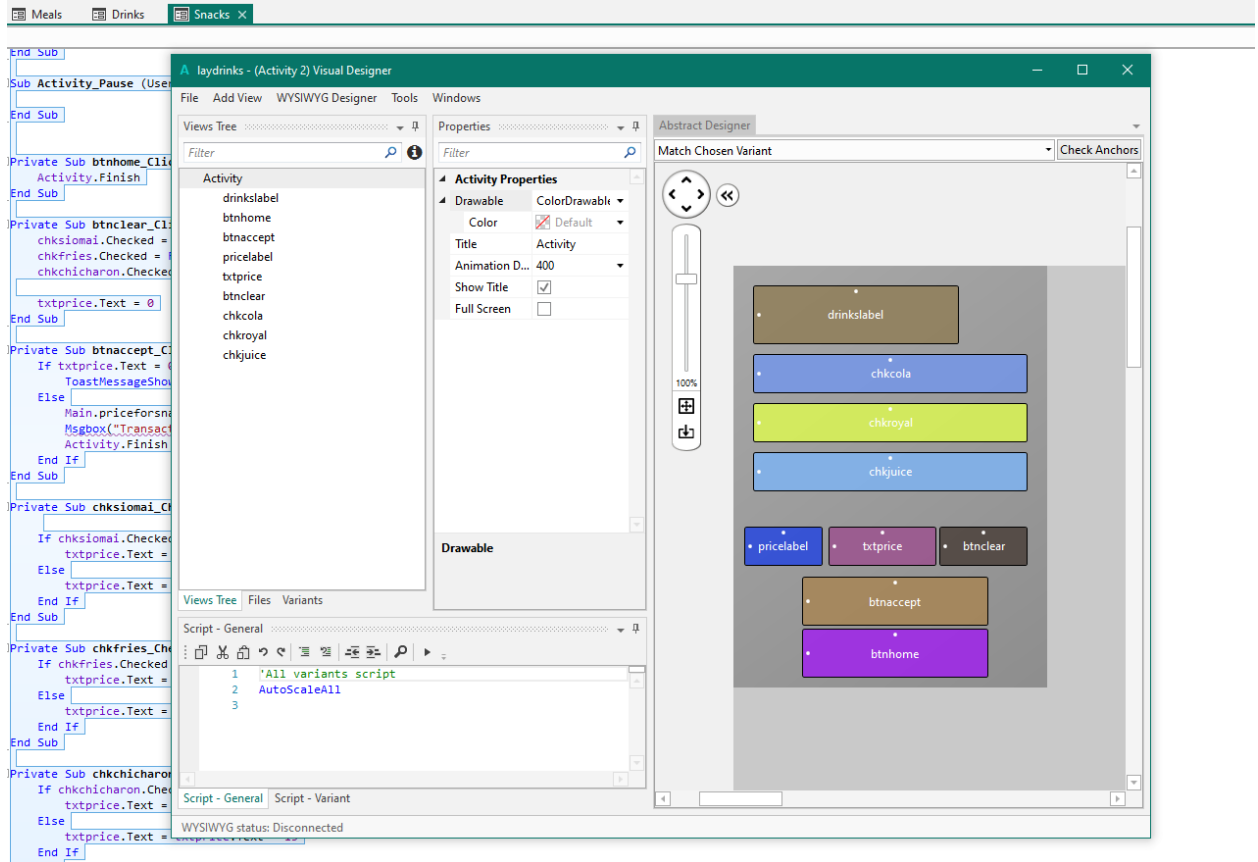 Meals Drinks Snacks
End Sub
Sub Activity_Pause (User
End Sub
Private Sub btnhome_Clic
Activity.Finish
End Sub
Private Sub btnclear_Cli
chksiomai.Checked =
chkfries.Checked = F
chkchicharon.Checked
txtprice.Text = 0
End Sub
Private Sub btnaccept_Cl
If txtprice.Text = 0
ToastMessageShow
Else
Main.priceforsna
Msgbox("Transact
Activity.Finish
End If
End Sub
Private Sub chksiomai_Ch
If chksiomai.Checked
txtprice.Text =
Else
txtprice.Text =
End If
End Sub
Private Sub chkfries_Che
If chkfries.Checked
txtprice.Text =
Else
txtprice.Text =
End If
End Sub
Private Sub chkchicharon
If chkchicharon.Chec
txtprice.Text =
Else
txtprice.Text =
End If
laydrinks - (Activity 2) Visual Designer
File Add View WYSIWYG Designer Tools Windows
Views Tree
Filter
Activity
drinkslabel
btnhome
btnaccept
pricelabel
txtprice
btnclear
chkcola
chkroyal
chkjuice
Views Tree Files Variants
Properties
Filter
Activity Properties
Drawable ColorDrawable
Color Default
Title Activity
Animation D... 400
Show Title
Full Screen
Drawable
Script - General
1 'All variants script
2 AutoScaleAll
3
Script - General Script - Variant
WYSIWYG status: Disconnected
Abstract Designer
Match Chosen Variant Check Anchors
100%
drinkslabel
chkcola
chkroyal
chkjuice
pricelabel txtprice btnclear
btnaccept
btnhome